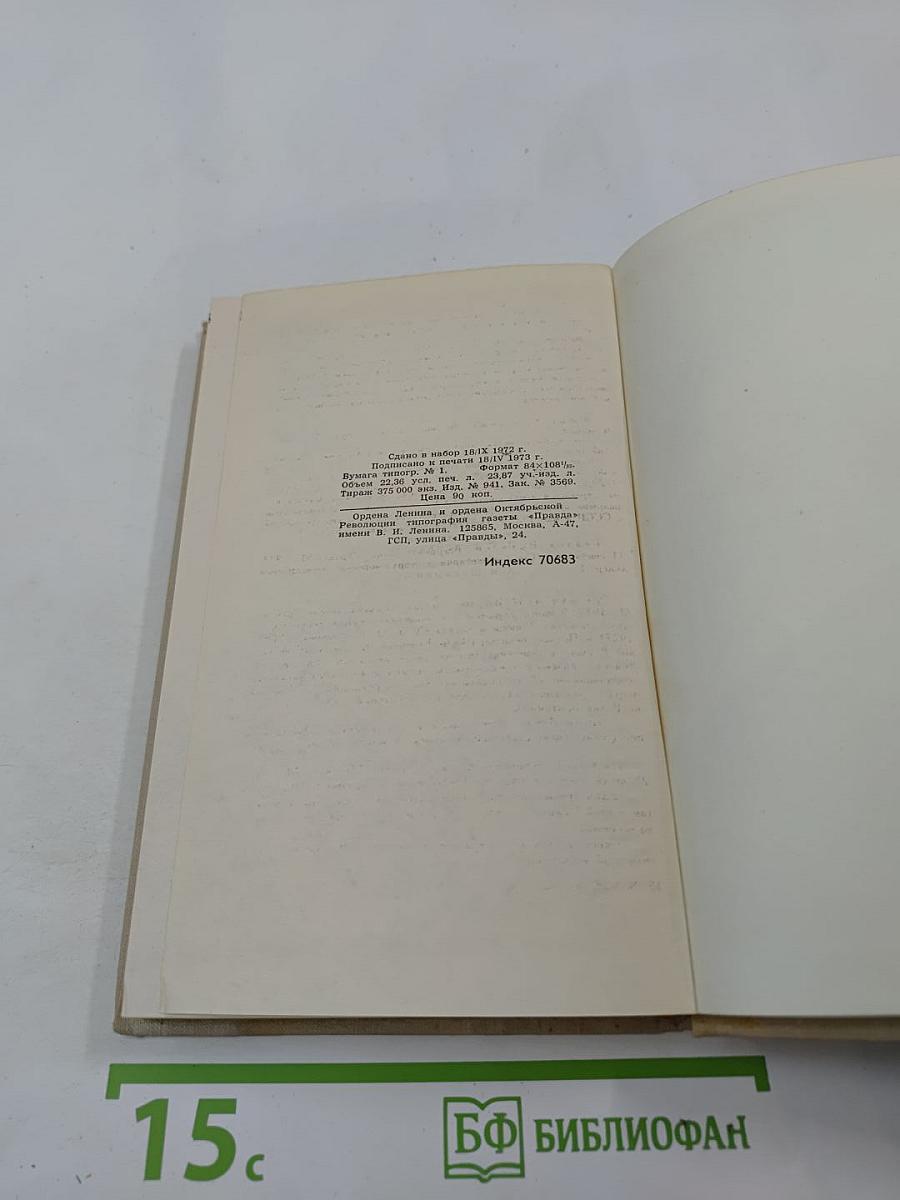 Сдано в набор 18/IX 1972 г.
Подписано к печати 18/IV 1973 г.
Бумага типогр. № 1. Формат 84×108¹/₃₂.
Объем 22,36 усл. печ. л. 23,87 уч.-изд. л.
Тираж 375 000 экз. Изд. № 941. Зак. № 3569.
Цена 90 коп.
Ордена Ленина и ордена Октябрьской
Революции типография газеты «Правда»
имени В. И. Ленина. 125865, Москва, А-47,
ГСП, улица «Правды», 24.
Индекс 70683
15 с
БФ БИБЛИОФАН